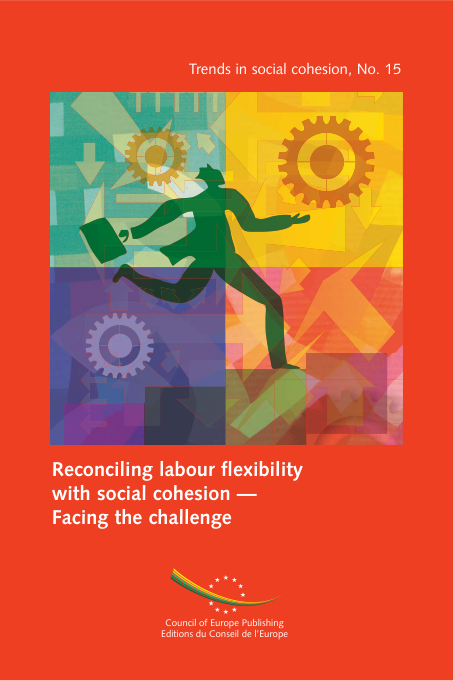 Trends in social cohesion, No. 15
Reconciling labour flexibility
with social cohesion —
Facing the challenge
Council of Europe Publishing
Editions du Conseil de l'Europe